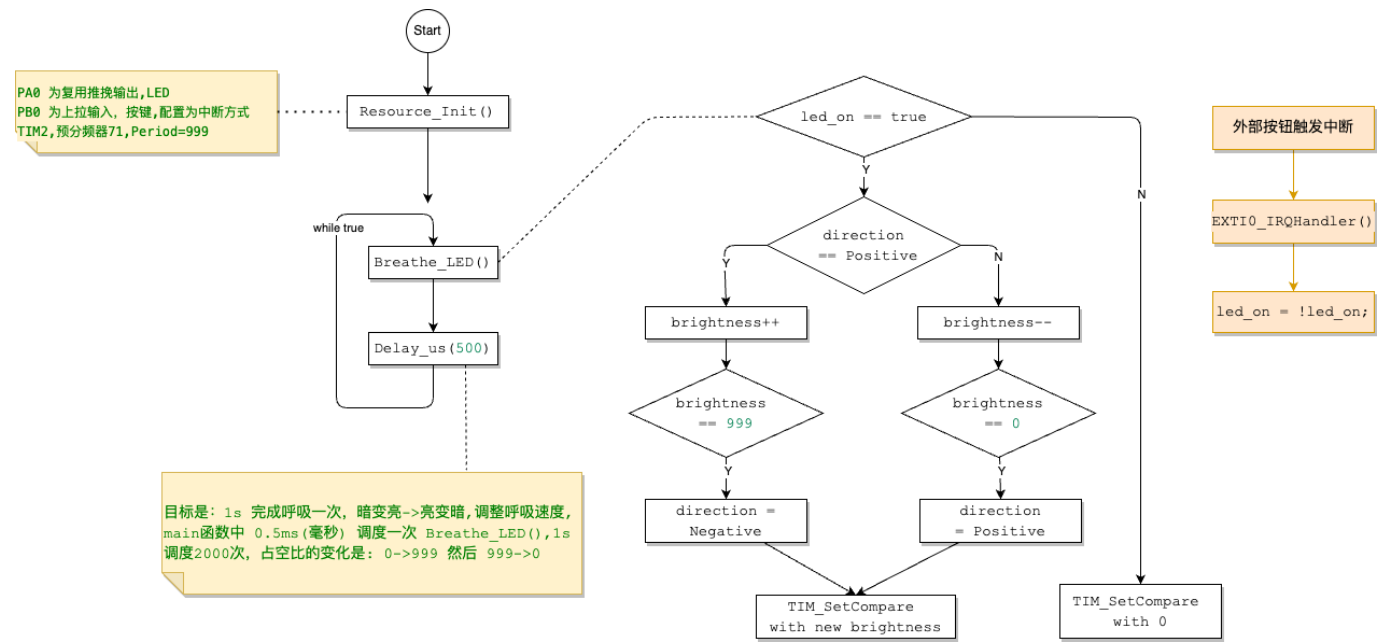 Start
PA0 为复用推挽输出,LED
PB0 为上拉输入, 按键,配置为中断方式
TIM2,预分频器71,Period=999
Resource_Init()
while true
Breathe_LED()
Delay_us(500)
目标是: 1s 完成呼吸一次, 暗变亮->亮变暗,调整呼吸速度,
main函数中 0.5ms(毫秒) 调度一次 Breathe_LED(),1s
调度2000次, 占空比的变化是: 0->999 然后 999->0
led_on == true
Y
N
direction
== Positive
Y
N
brightness++
brightness--
brightness
== 999
brightness
== 0
Y
Y
direction =
Negative
direction
= Positive
TIM_SetCompare
with new brightness
TIM_SetCompare
with 0
外部按钮触发中断
EXTI0_IRQHandler()
led_on = !led_on;